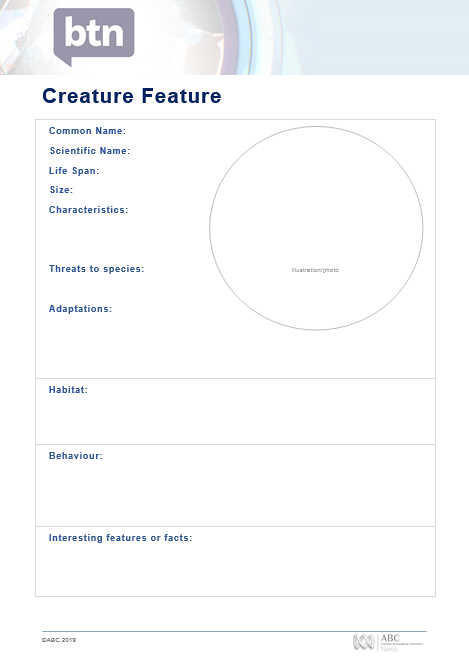 btn
Creature Feature
Common Name:
Scientific Name:
Life Span:
Size:
Characteristics:
illustration/photo
Threats to species:
Adaptations:
Habitat:
Behaviour:
Interesting features or facts:
©ABC 2019
ABC
News